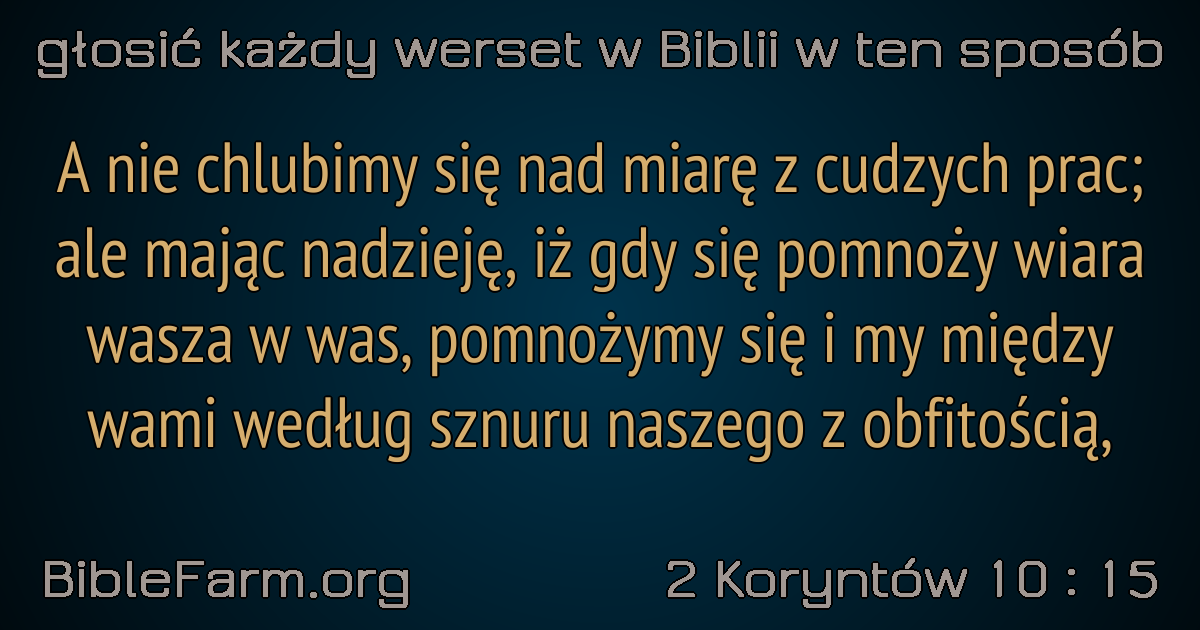 głosić każdy werset w Biblii w ten sposób
A nie chlubimy się nad miarę z cudzych prac;
ale mając nadzieję, iż gdy się pomnoży wiara
wasza w was, pomnożymy się i my między
wami według sznuru naszego z obfitością,
BibleFarm.org
2 Koryntów 10 : 15